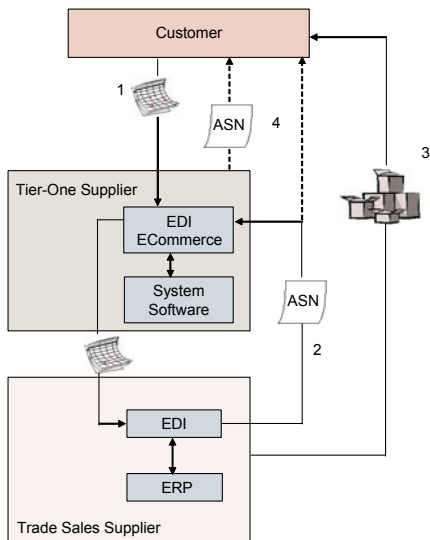 Customer
1
ASN
4
3
Tier-One Supplier
EDI
ECommerce
System
Software
ASN
2
EDI
ERP
Trade Sales Supplier